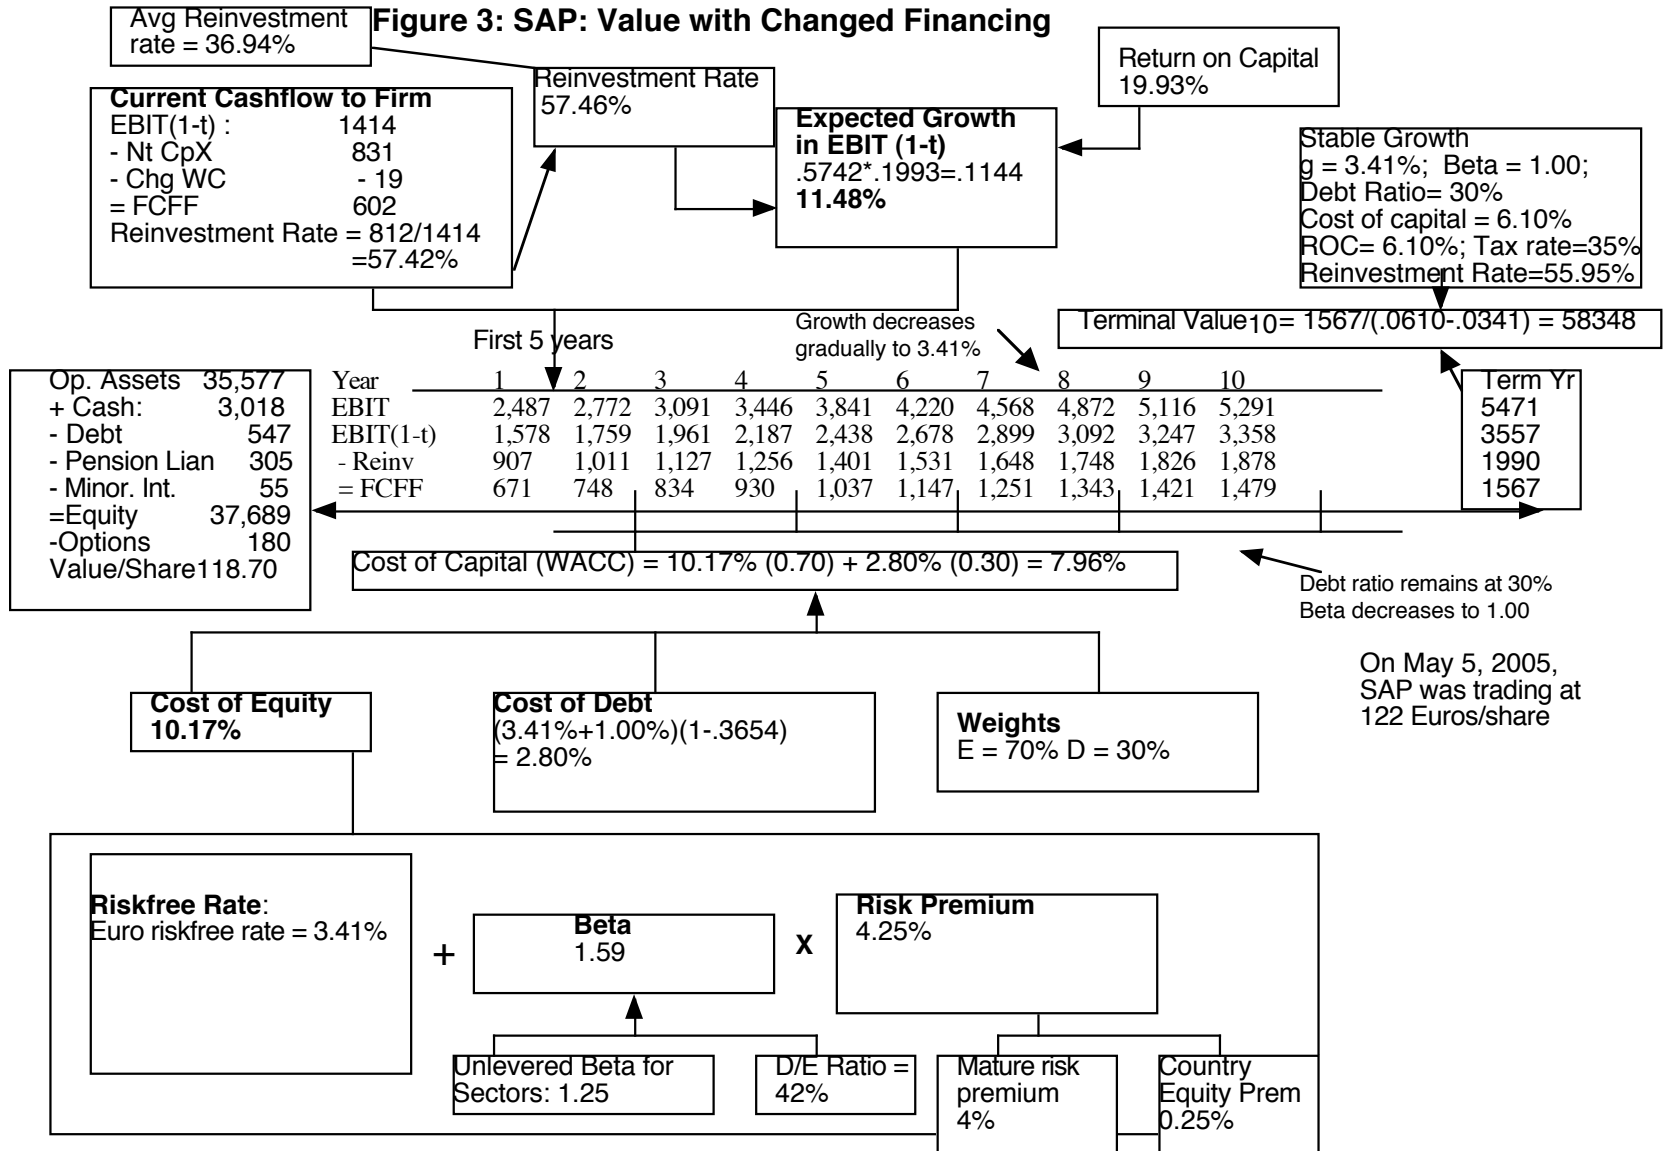 Figure 3: SAP: Value with Changed Financing
Avg Reinvestment
rate = 36.94%
Current Cashflow to Firm
EBIT(1-t) : 1414
- Nt CpX 831
- Chg WC - 19
= FCFF 602
Reinvestment Rate = 812/1414
=57.42%
Reinvestment Rate
57.46%
Expected Growth
in EBIT (1-t)
.5742*.1993=.1144
11.48%
Return on Capital
19.93%
Stable Growth
g = 3.41%; Beta = 1.00;
Debt Ratio= 30%
Cost of capital = 6.10%
ROC= 6.10%; Tax rate=35%
Reinvestment Rate=55.95%
Terminal Value10= 1567/(.0610-.0341) = 58348
First 5 years
Growth decreases
gradually to 3.41%
Op. Assets 35,577
+ Cash: 3,018
- Debt 547
- Pension Lian 305
- Minor. Int. 55
=Equity 37,689
-Options 180
Value/Share118.70
Year 1 2 3 4 5 6 7 8 9 10
EBIT 2,487 2,772 3,091 3,446 3,841 4,220 4,568 4,872 5,116 5,291
EBIT(1-t) 1,578 1,759 1,961 2,187 2,438 2,678 2,899 3,092 3,247 3,358
- Reinv 907 1,011 1,127 1,256 1,401 1,531 1,648 1,748 1,826 1,878
= FCFF 671 748 834 930 1,037 1,147 1,251 1,343 1,421 1,479
Term Yr
5471
3557
1990
1567
Cost of Capital (WACC) = 10.17% (0.70) + 2.80% (0.30) = 7.96%
Debt ratio remains at 30%
Beta decreases to 1.00
On May 5, 2005,
SAP was trading at
122 Euros/share
Cost of Equity
10.17%
Cost of Debt
(3.41%+1.00%)(1-.3654)
= 2.80%
Weights
E = 70% D = 30%
Riskfree Rate:
Euro riskfree rate = 3.41%
+
Beta
1.59
X
Risk Premium
4.25%
Unlevered Beta for
Sectors: 1.25
D/E Ratio =
42%
Mature risk
premium
4%
Country
Equity Prem
0.25%